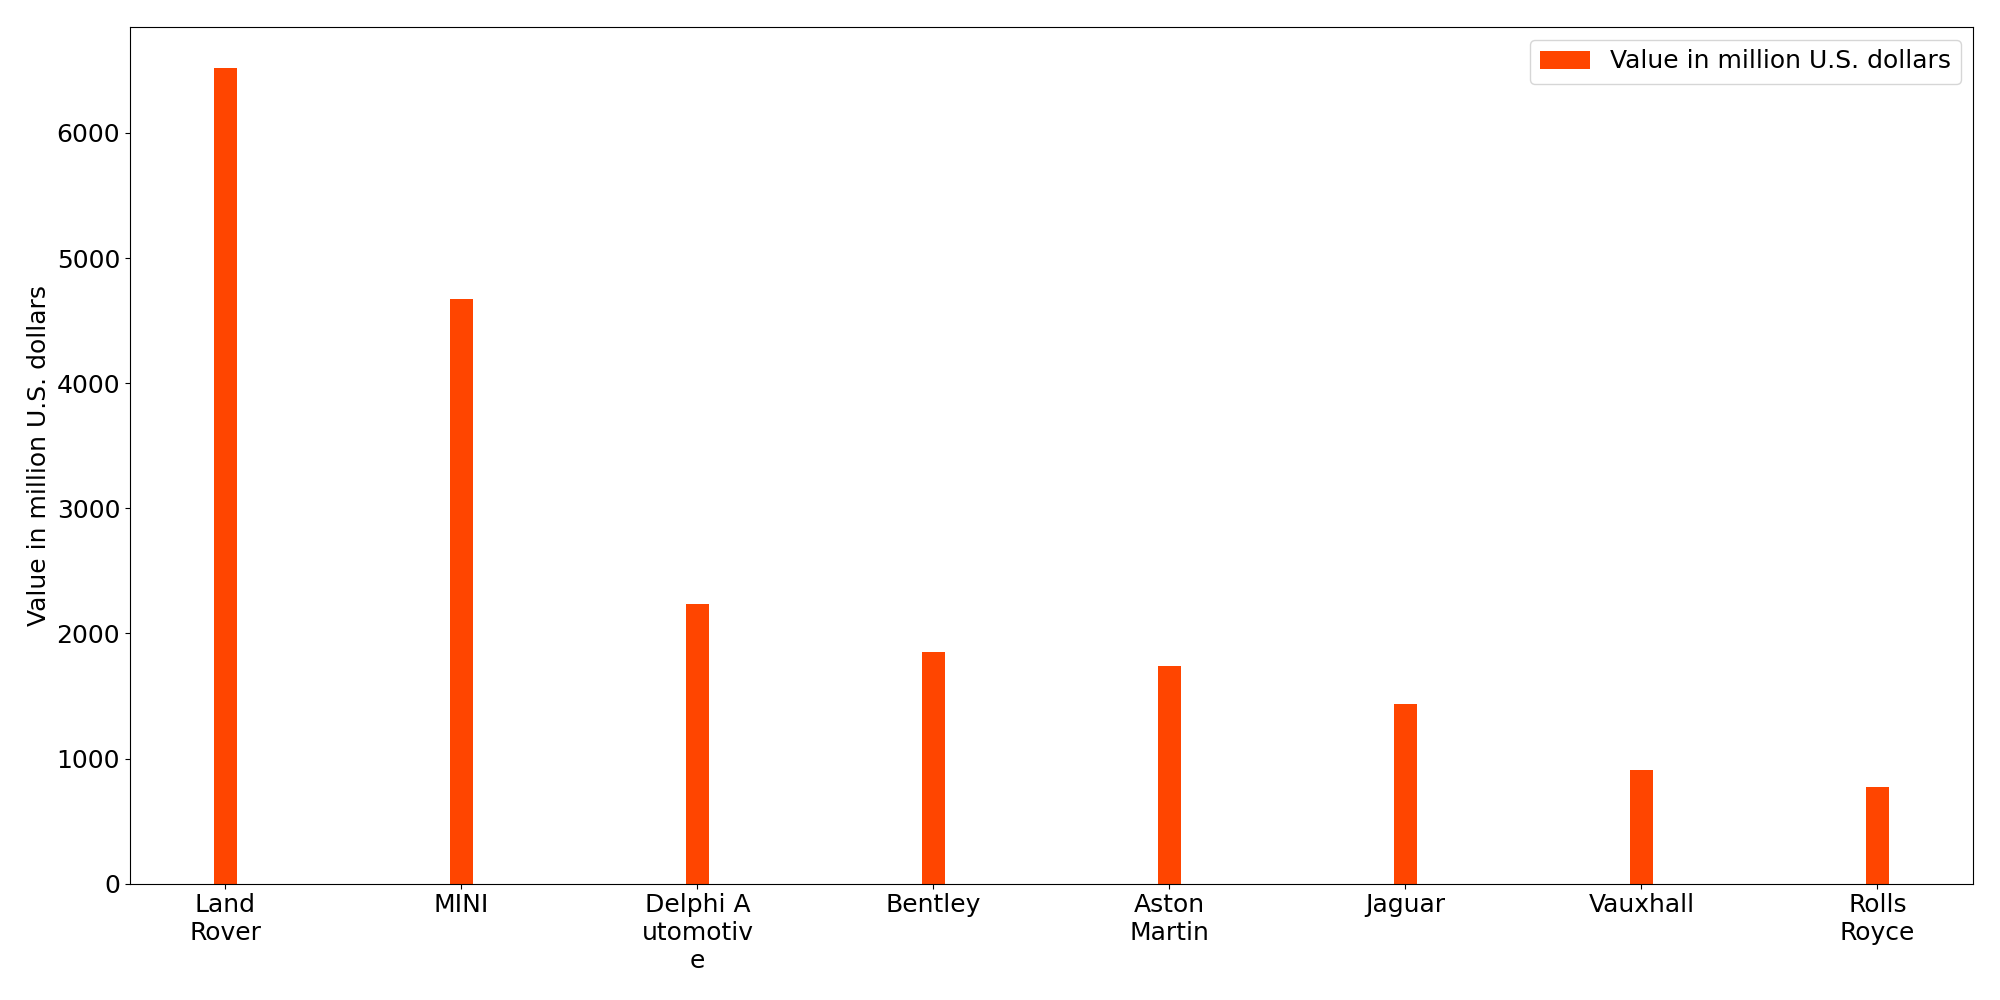 Value in million U.S. dollars
Value in million U.S. dollars
6000
5000
4000
3000
2000
1000
0
Land
Rover
MINI
Delphi A
utomotiv
e
Bentley
Aston
Martin
Jaguar
Vauxhall
Rolls
Royce